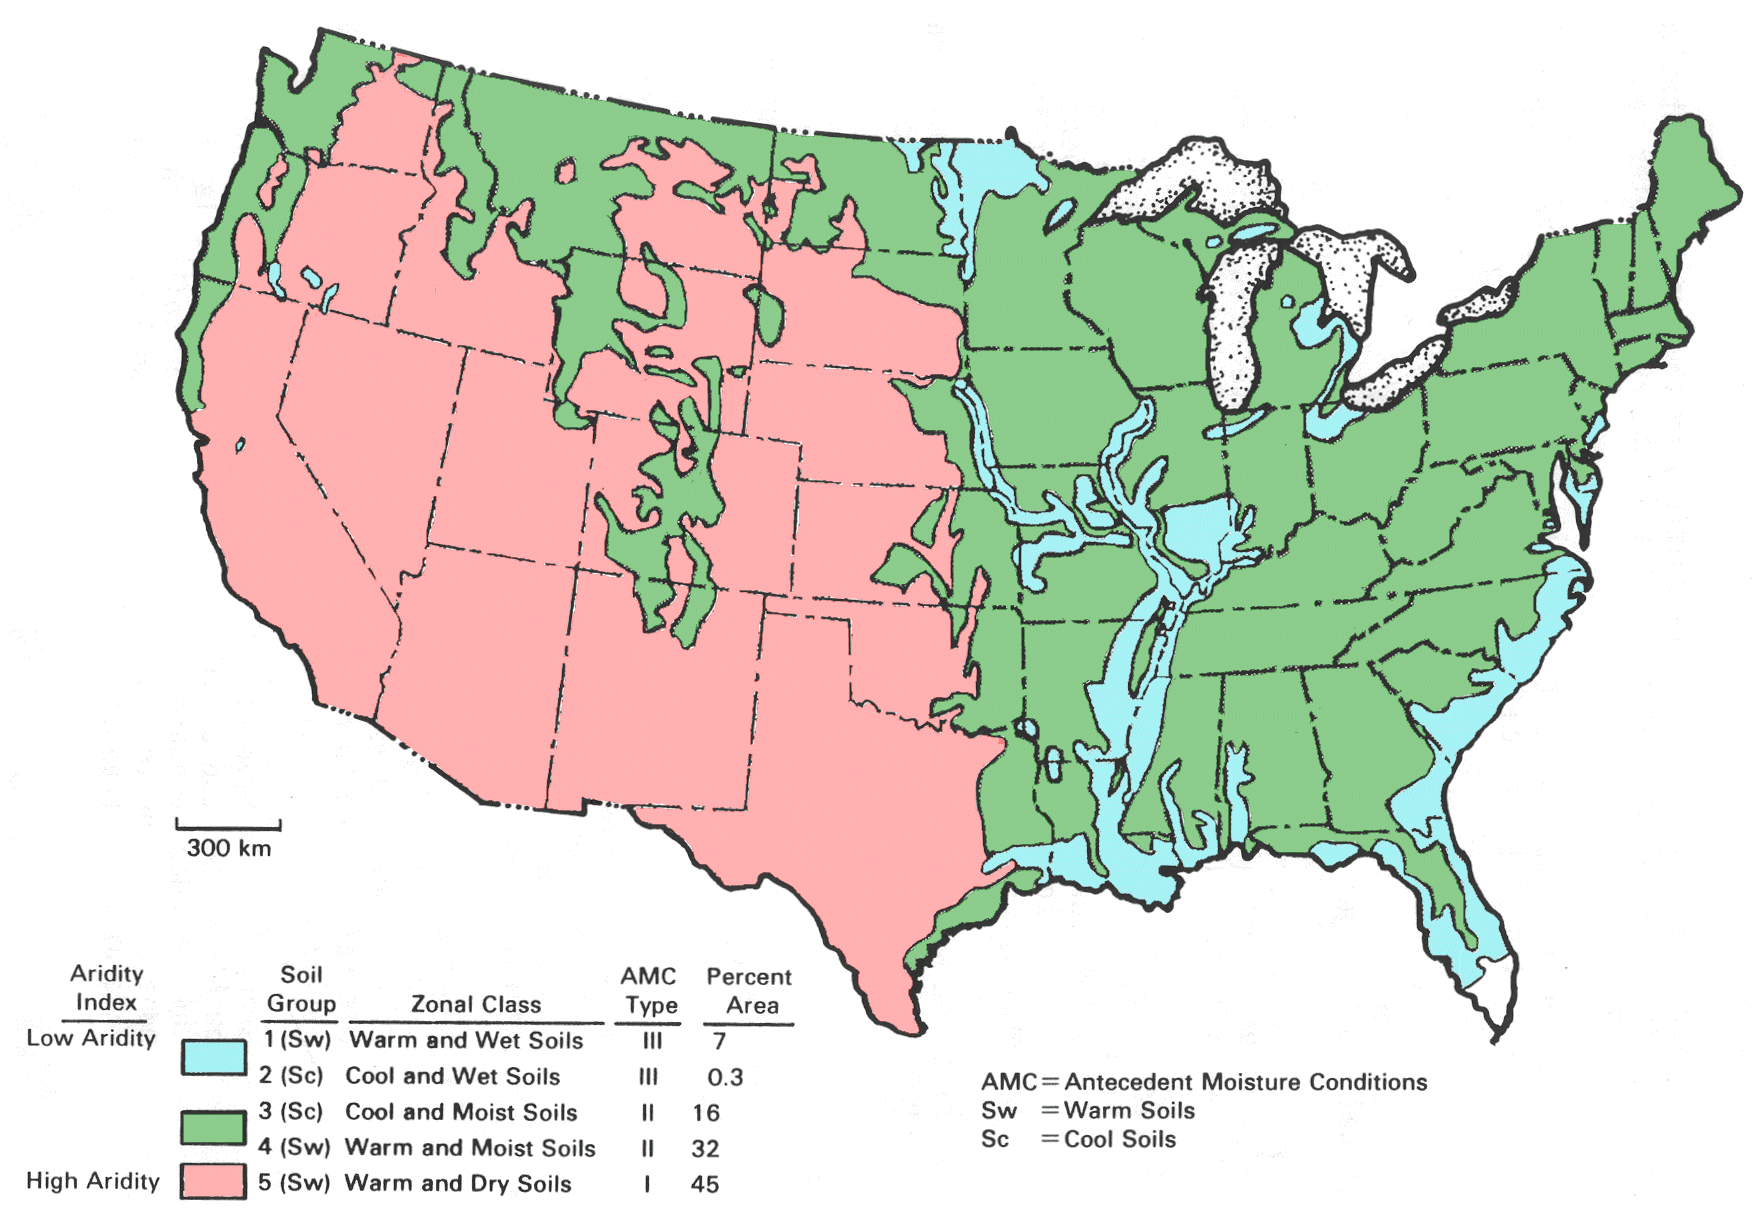 300 km
Aridity Index Soil Group Zonal Class AMC Type Percent Area
Low Aridity 1 (Sw) Warm and Wet Soils III 7
2 (Sc) Cool and Wet Soils III 0.3
3 (Sc) Cool and Moist Soils II 16
4 (Sw) Warm and Moist Soils II 32
High Aridity 5 (Sw) Warm and Dry Soils I 45
AMC = Antecedent Moisture Conditions
Sw = Warm Soils
Sc = Cool Soils